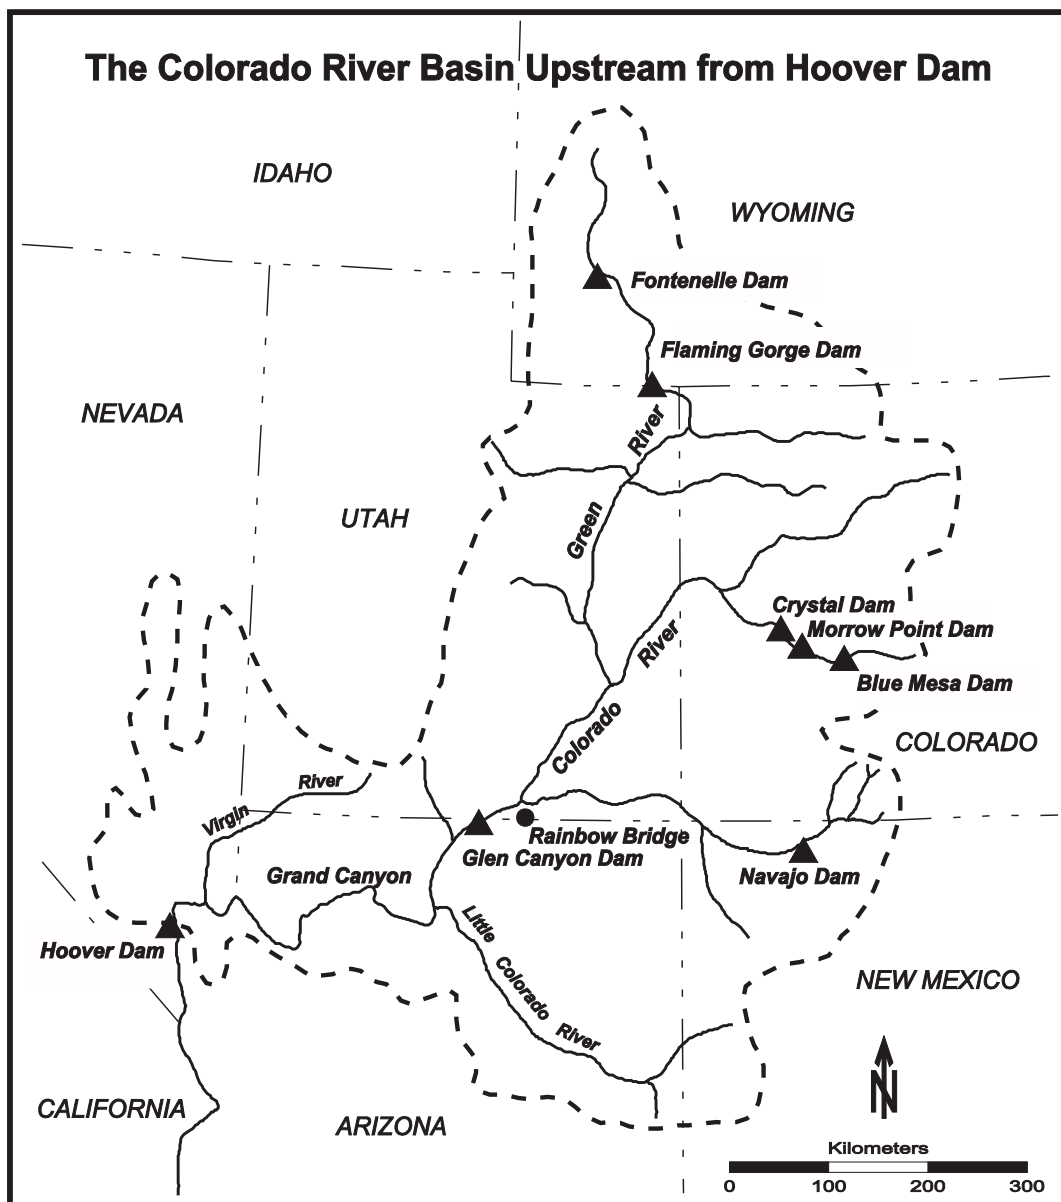 The Colorado River Basin Upstream from Hoover Dam
IDAHO
WYOMING
Fontenelle Dam
Flaming Gorge Dam
NEVADA
River
Green
UTAH
Crystal Dam
Morrow Point Dam
River
Blue Mesa Dam
Colorado
COLORADO
River
Virgin
Rainbow Bridge
Glen Canyon Dam
Grand Canyon
Navajo Dam
Little
Hoover Dam
Colorado
NEW MEXICO
River
N
CALIFORNIA
ARIZONA
Kilometers
0 100 200 300